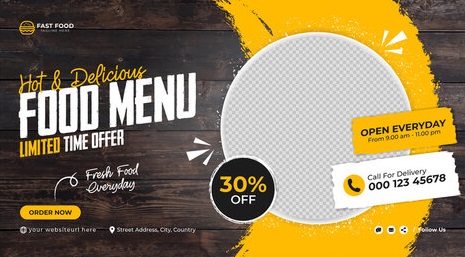 FAST FOOD
TAGLINE HERE
Hot & Delicious
FOOD MENU
LIMITED TIME OFFER
Fresh Food
Everyday
ORDER NOW
your websiteurl here
Street Address, City, Country
30%
OFF
OPEN EVERYDAY
From 9.00 am - 11.00 pm
Call For Delivery
000 123 45678
/ Follow Us